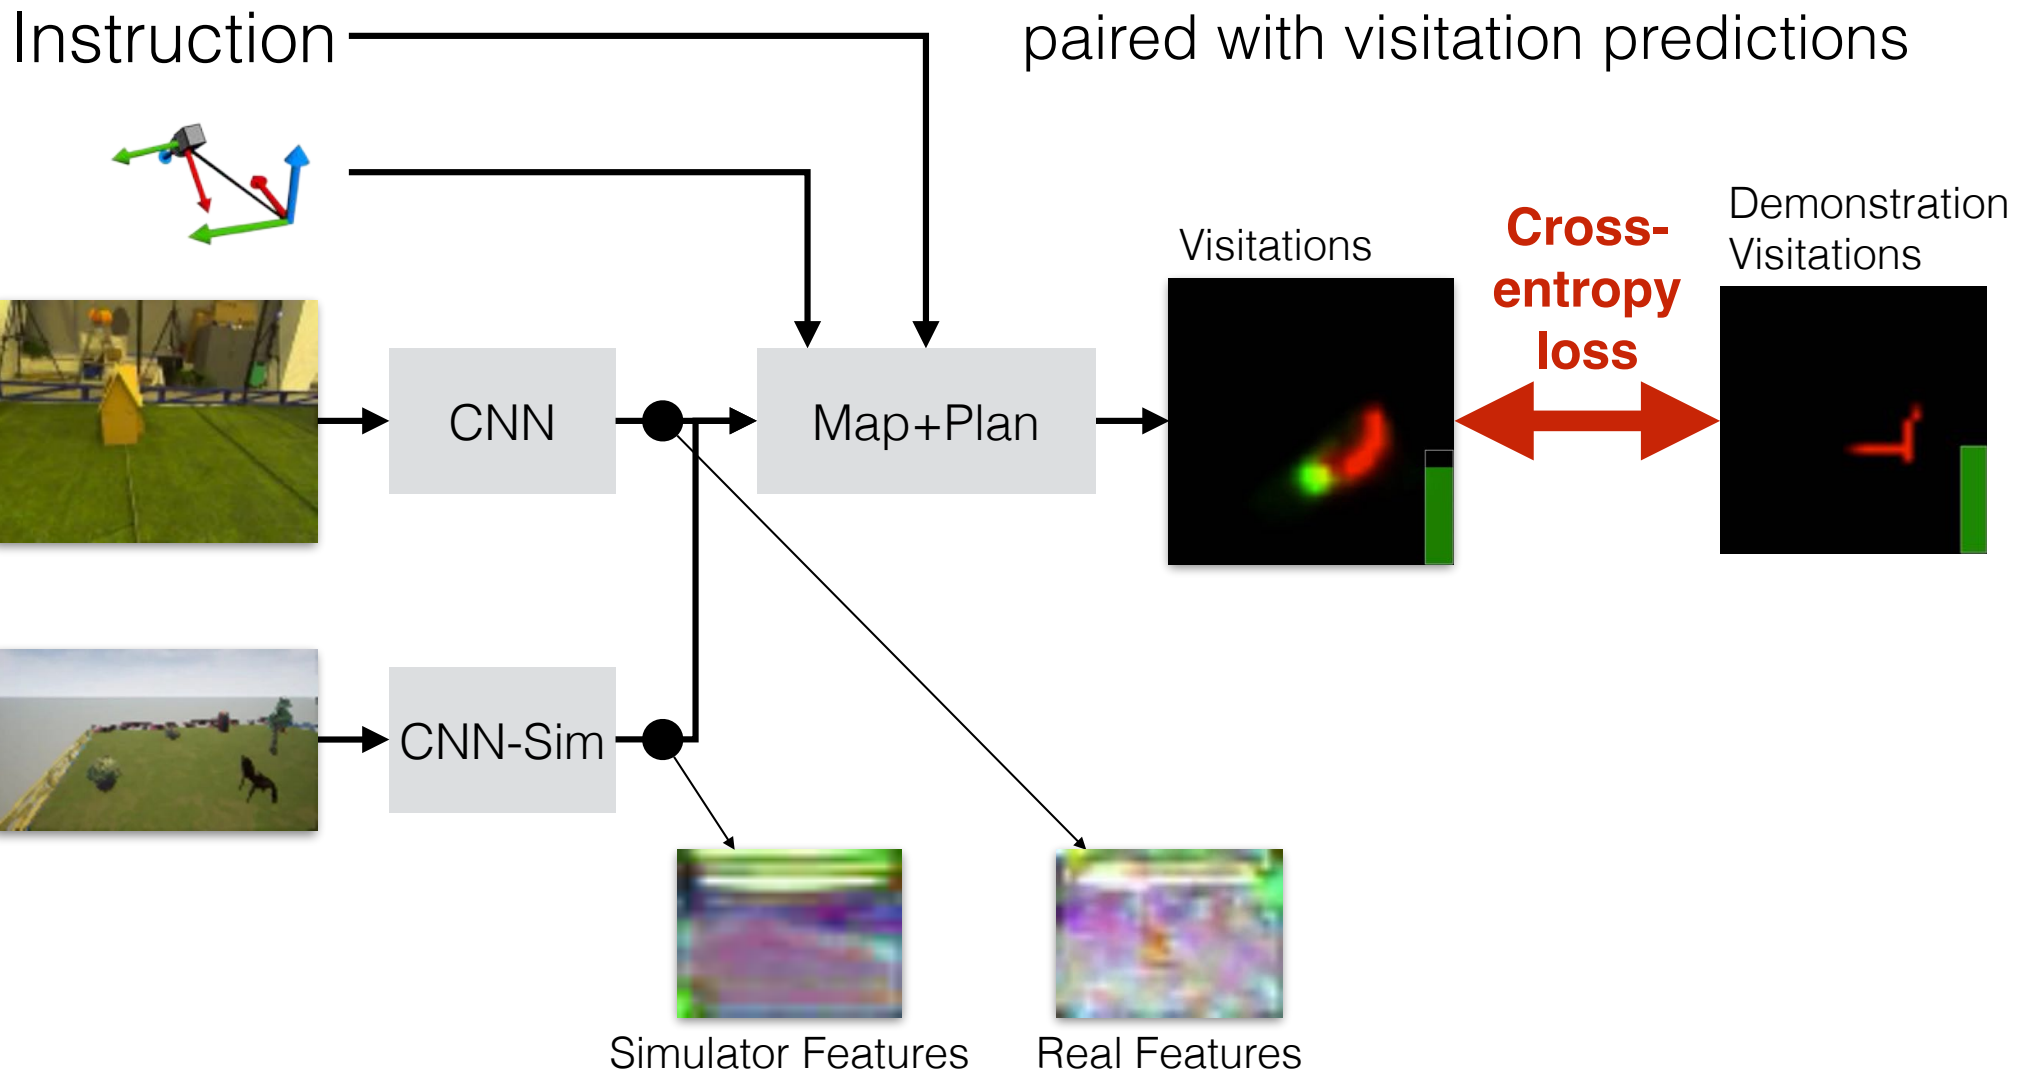 Instruction
paired with visitation predictions
Demonstration
Visitations
Visitations
Cross-
entropy
loss
CNN
Map+Plan
CNN-Sim
Simulator Features
Real Features